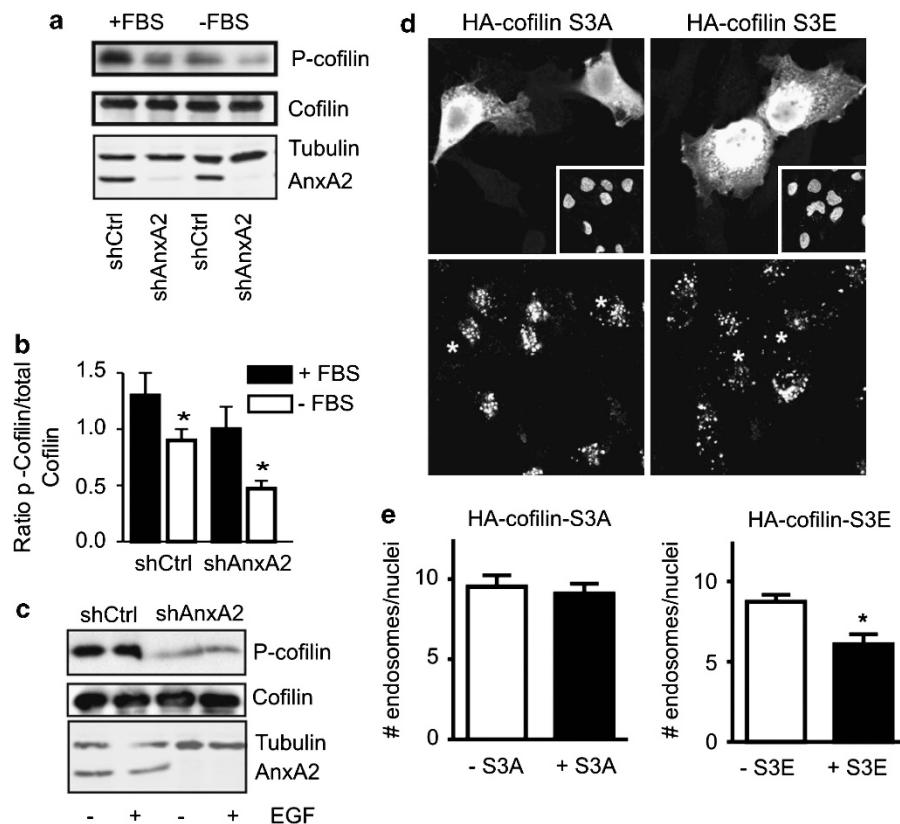 a
+FBS -FBS
P-cofilin
Cofilin
Tubulin
AnxA2
shCtrl shAnxA2 shCtrl shAnxA2
b
Ratio p -Cofilin/total
Cofilin
1.5
1.0
0.5
0.0
+ FBS
- FBS
*
*
shCtrl shAnxA2
c
shCtrl shAnxA2
P-cofilin
Cofilin
Tubulin
AnxA2
- + - + EGF
d
HA-cofilin S3A HA-cofilin S3E
* *
* *
e
HA-cofilin-S3A
# endosomes/nuclei
10
5
0
- S3A + S3A
HA-cofilin-S3E
# endosomes/nuclei
10
5
0
*
- S3E + S3E